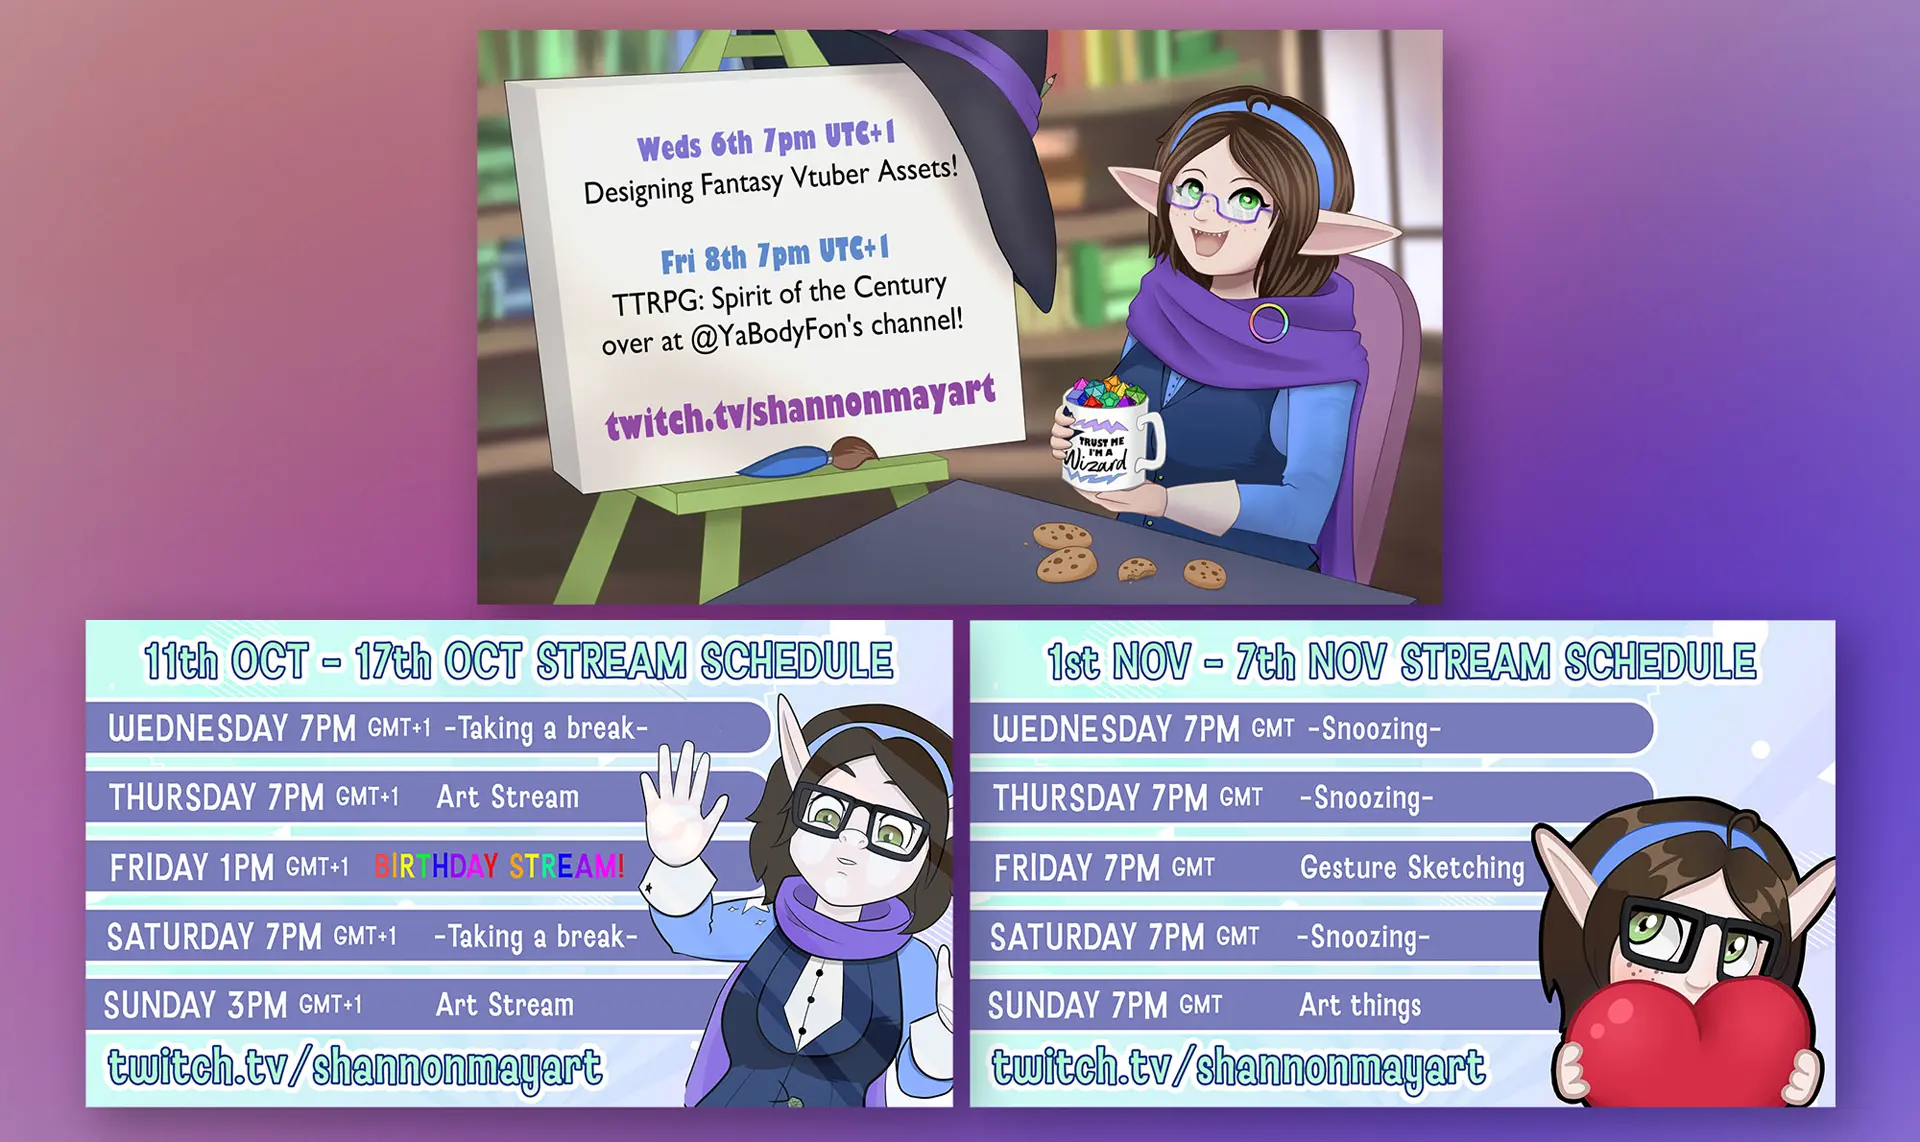 Weds 6th 7pm UTC+1
Designing Fantasy Vtuber Assets!
Fri 8th 7pm UTC+1
TTRPG: Spirit of the Century
over at @YaBodyFon's channel!
twitch.tv/shannonmayart
TRUST ME
I'M A
Wizard
11th OCT - 17th OCT STREAM SCHEDULE
WEDNESDAY 7PM GMT+1 -Taking a break-
THURSDAY 7PM GMT+1 Art Stream
FRIDAY 1PM GMT+1 BIRTHDAY STREAM!
SATURDAY 7PM GMT+1 -Taking a break-
SUNDAY 3PM GMT+1 Art Stream
twitch.tv/shannonmayart
1st NOV - 7th NOV STREAM SCHEDULE
WEDNESDAY 7PM GMT -Snoozing-
THURSDAY 7PM GMT -Snoozing-
FRIDAY 7PM GMT Gesture Sketching
SATURDAY 7PM GMT -Snoozing-
SUNDAY 7PM GMT Art things
twitch.tv/shannonmayart